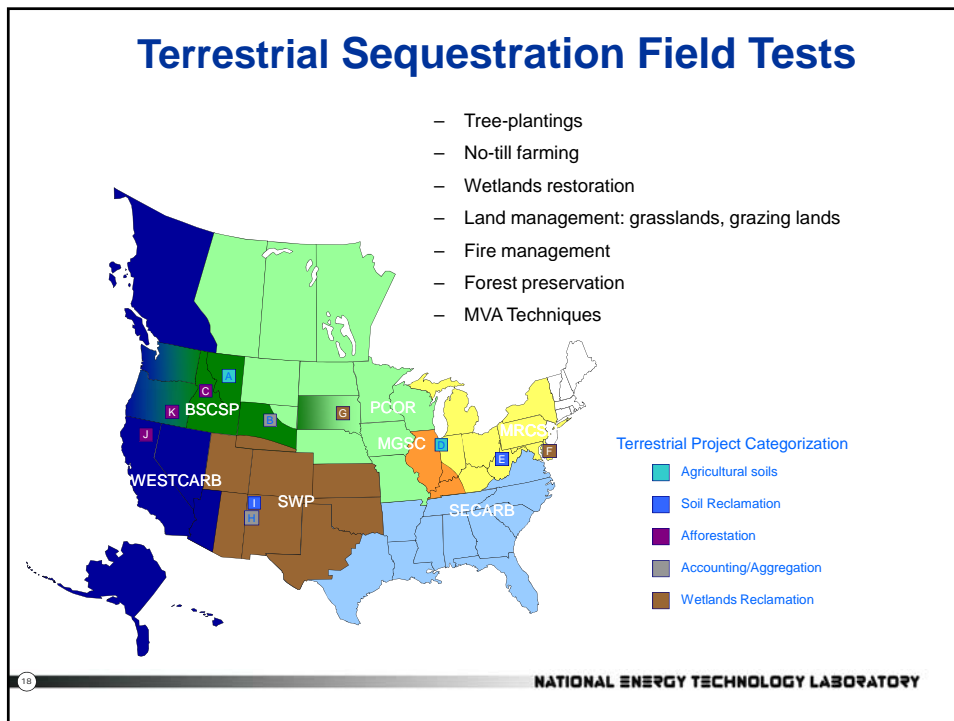 Terrestrial Sequestration Field Tests
– Tree-plantings
– No-till farming
– Wetlands restoration
– Land management: grasslands, grazing lands
– Fire management
– Forest preservation
– MVA Techniques
A
C
K
BSCSP
B
G
PCOR
J
MGSC
D
MRCS
E
F
WESTCARB
I
SWP
H
SECARB
Terrestrial Project Categorization
Agricultural soils
Soil Reclamation
Afforestation
Accounting/Aggregation
Wetlands Reclamation
18
NATIONAL ENERGY TECHNOLOGY LABORATORY